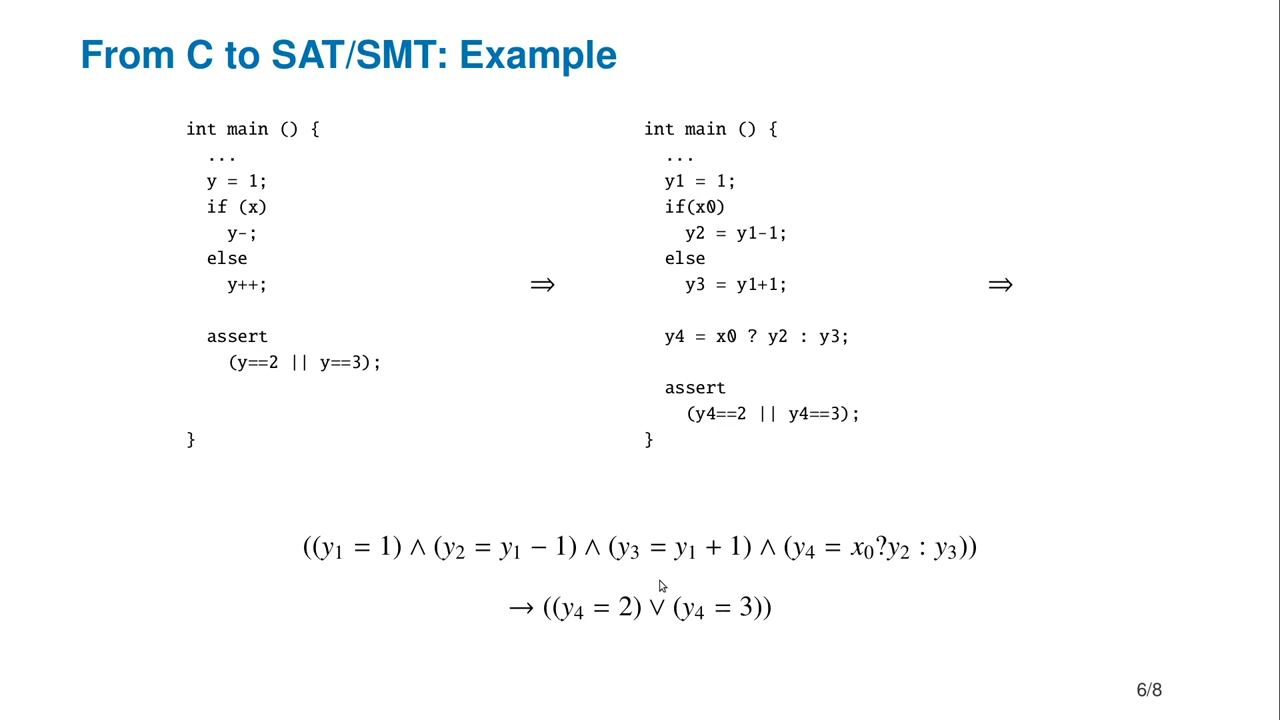 From C to SAT/SMT: Example
int main () {
...
y = 1;
if (x)
y-;
else
y++;
assert
(y==2 || y==3);
}
⇒
int main () {
...
y1 = 1;
if(x0)
y2 = y1-1;
else
y3 = y1+1;
y4 = x0 ? y2 : y3;
assert
(y4==2 || y4==3);
}
⇒
((y₁ = 1) ∧ (y₂ = y₁ − 1) ∧ (y₃ = y₁ + 1) ∧ (y₄ = x₀?y₂ : y₃))
→ ((y₄ = 2) ∨ (y₄ = 3))
6/8